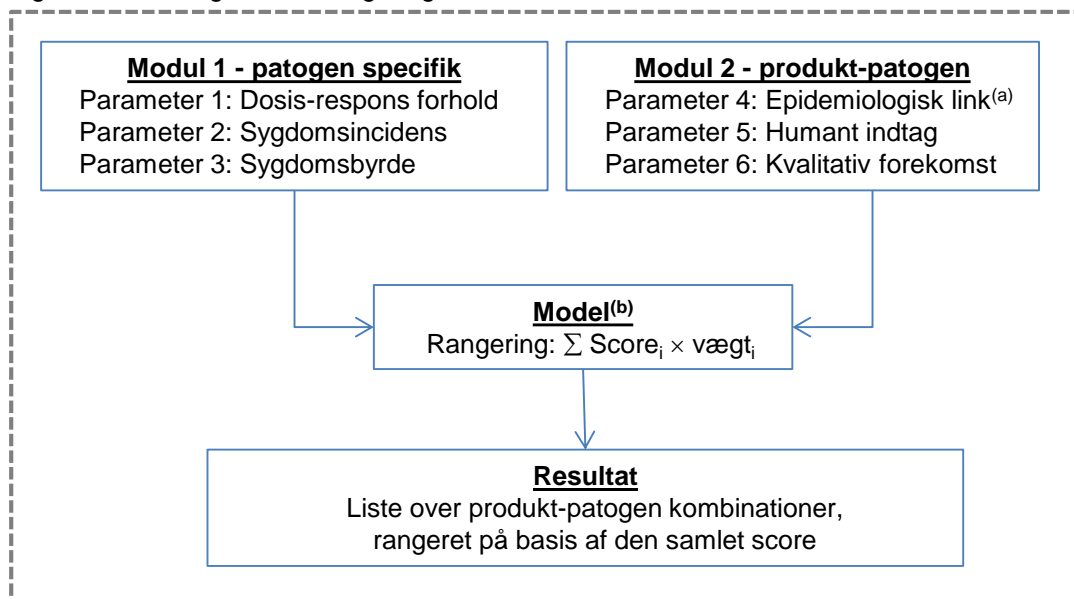 Modul 1 - patogen specifik
Parameter 1: Dosis-respons forhold
Parameter 2: Sygdomsincidens
Parameter 3: Sygdomsbyrde
Modul 2 - produkt-patogen
Parameter 4: Epidemiologisk link(a)
Parameter 5: Humant indtag
Parameter 6: Kvalitativ forekomst
Model(b)
Rangering: ∑ Scorei × vægti
Resultat
Liste over produkt-patogen kombinationer,
rangeret på basis af den samlet score